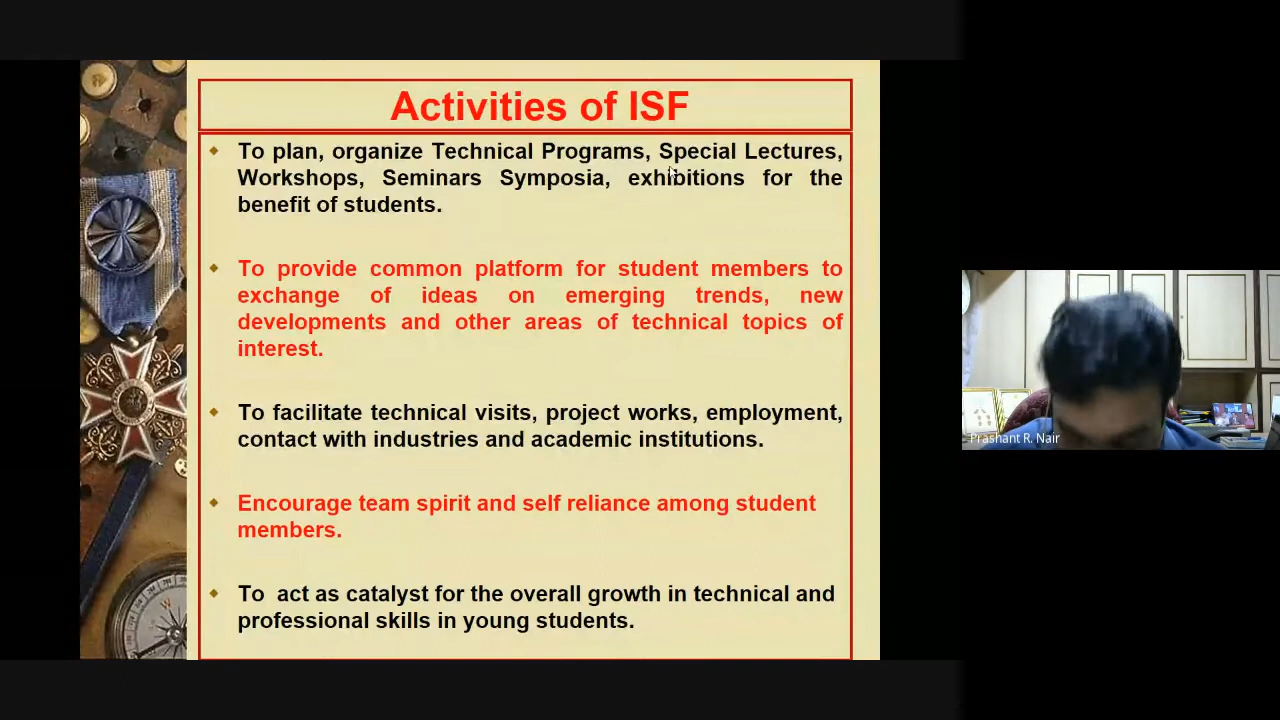 Activities of ISF
To plan, organize Technical Programs, Special Lectures,
Workshops, Seminars Symposia, exhibitions for the
benefit of students.
To provide common platform for student members to
exchange of ideas on emerging trends, new
developments and other areas of technical topics of
interest.
To facilitate technical visits, project works, employment,
contact with industries and academic institutions.
Encourage team spirit and self reliance among student
members.
To act as catalyst for the overall growth in technical and
professional skills in young students.
Prashant R. Nair